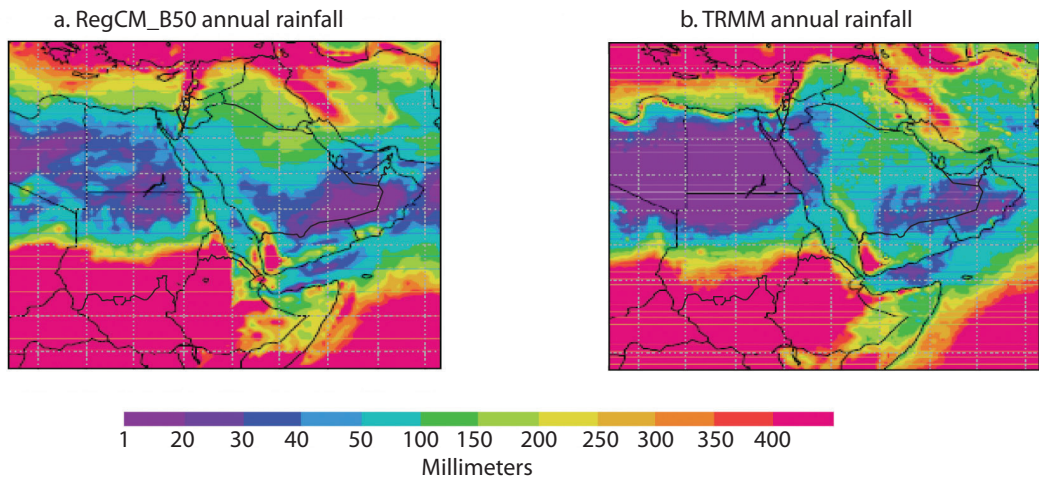 a. RegCM_B50 annual rainfall
b. TRMM annual rainfall
1 20 30 40 50 100 150 200 250 300 350 400
Millimeters